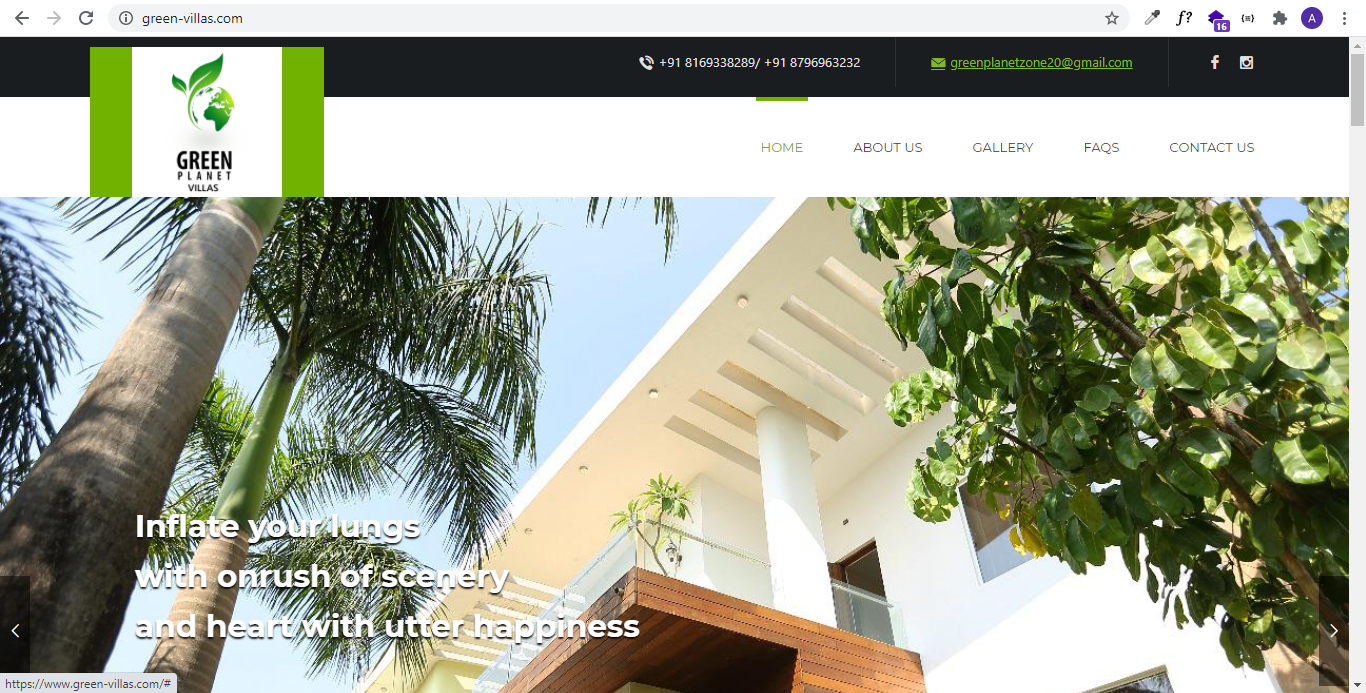 green-villas.com
f?
16
A
+91 8169338289/ +91 8796963232
greenplanetzone20@gmail.com
GREEN
PLANET
VILLAS
HOME
ABOUT US
GALLERY
FAQS
CONTACT US
Inflate your lungs
with onrush of scenery
and heart with utter happiness
https://www.green-villas.com/#